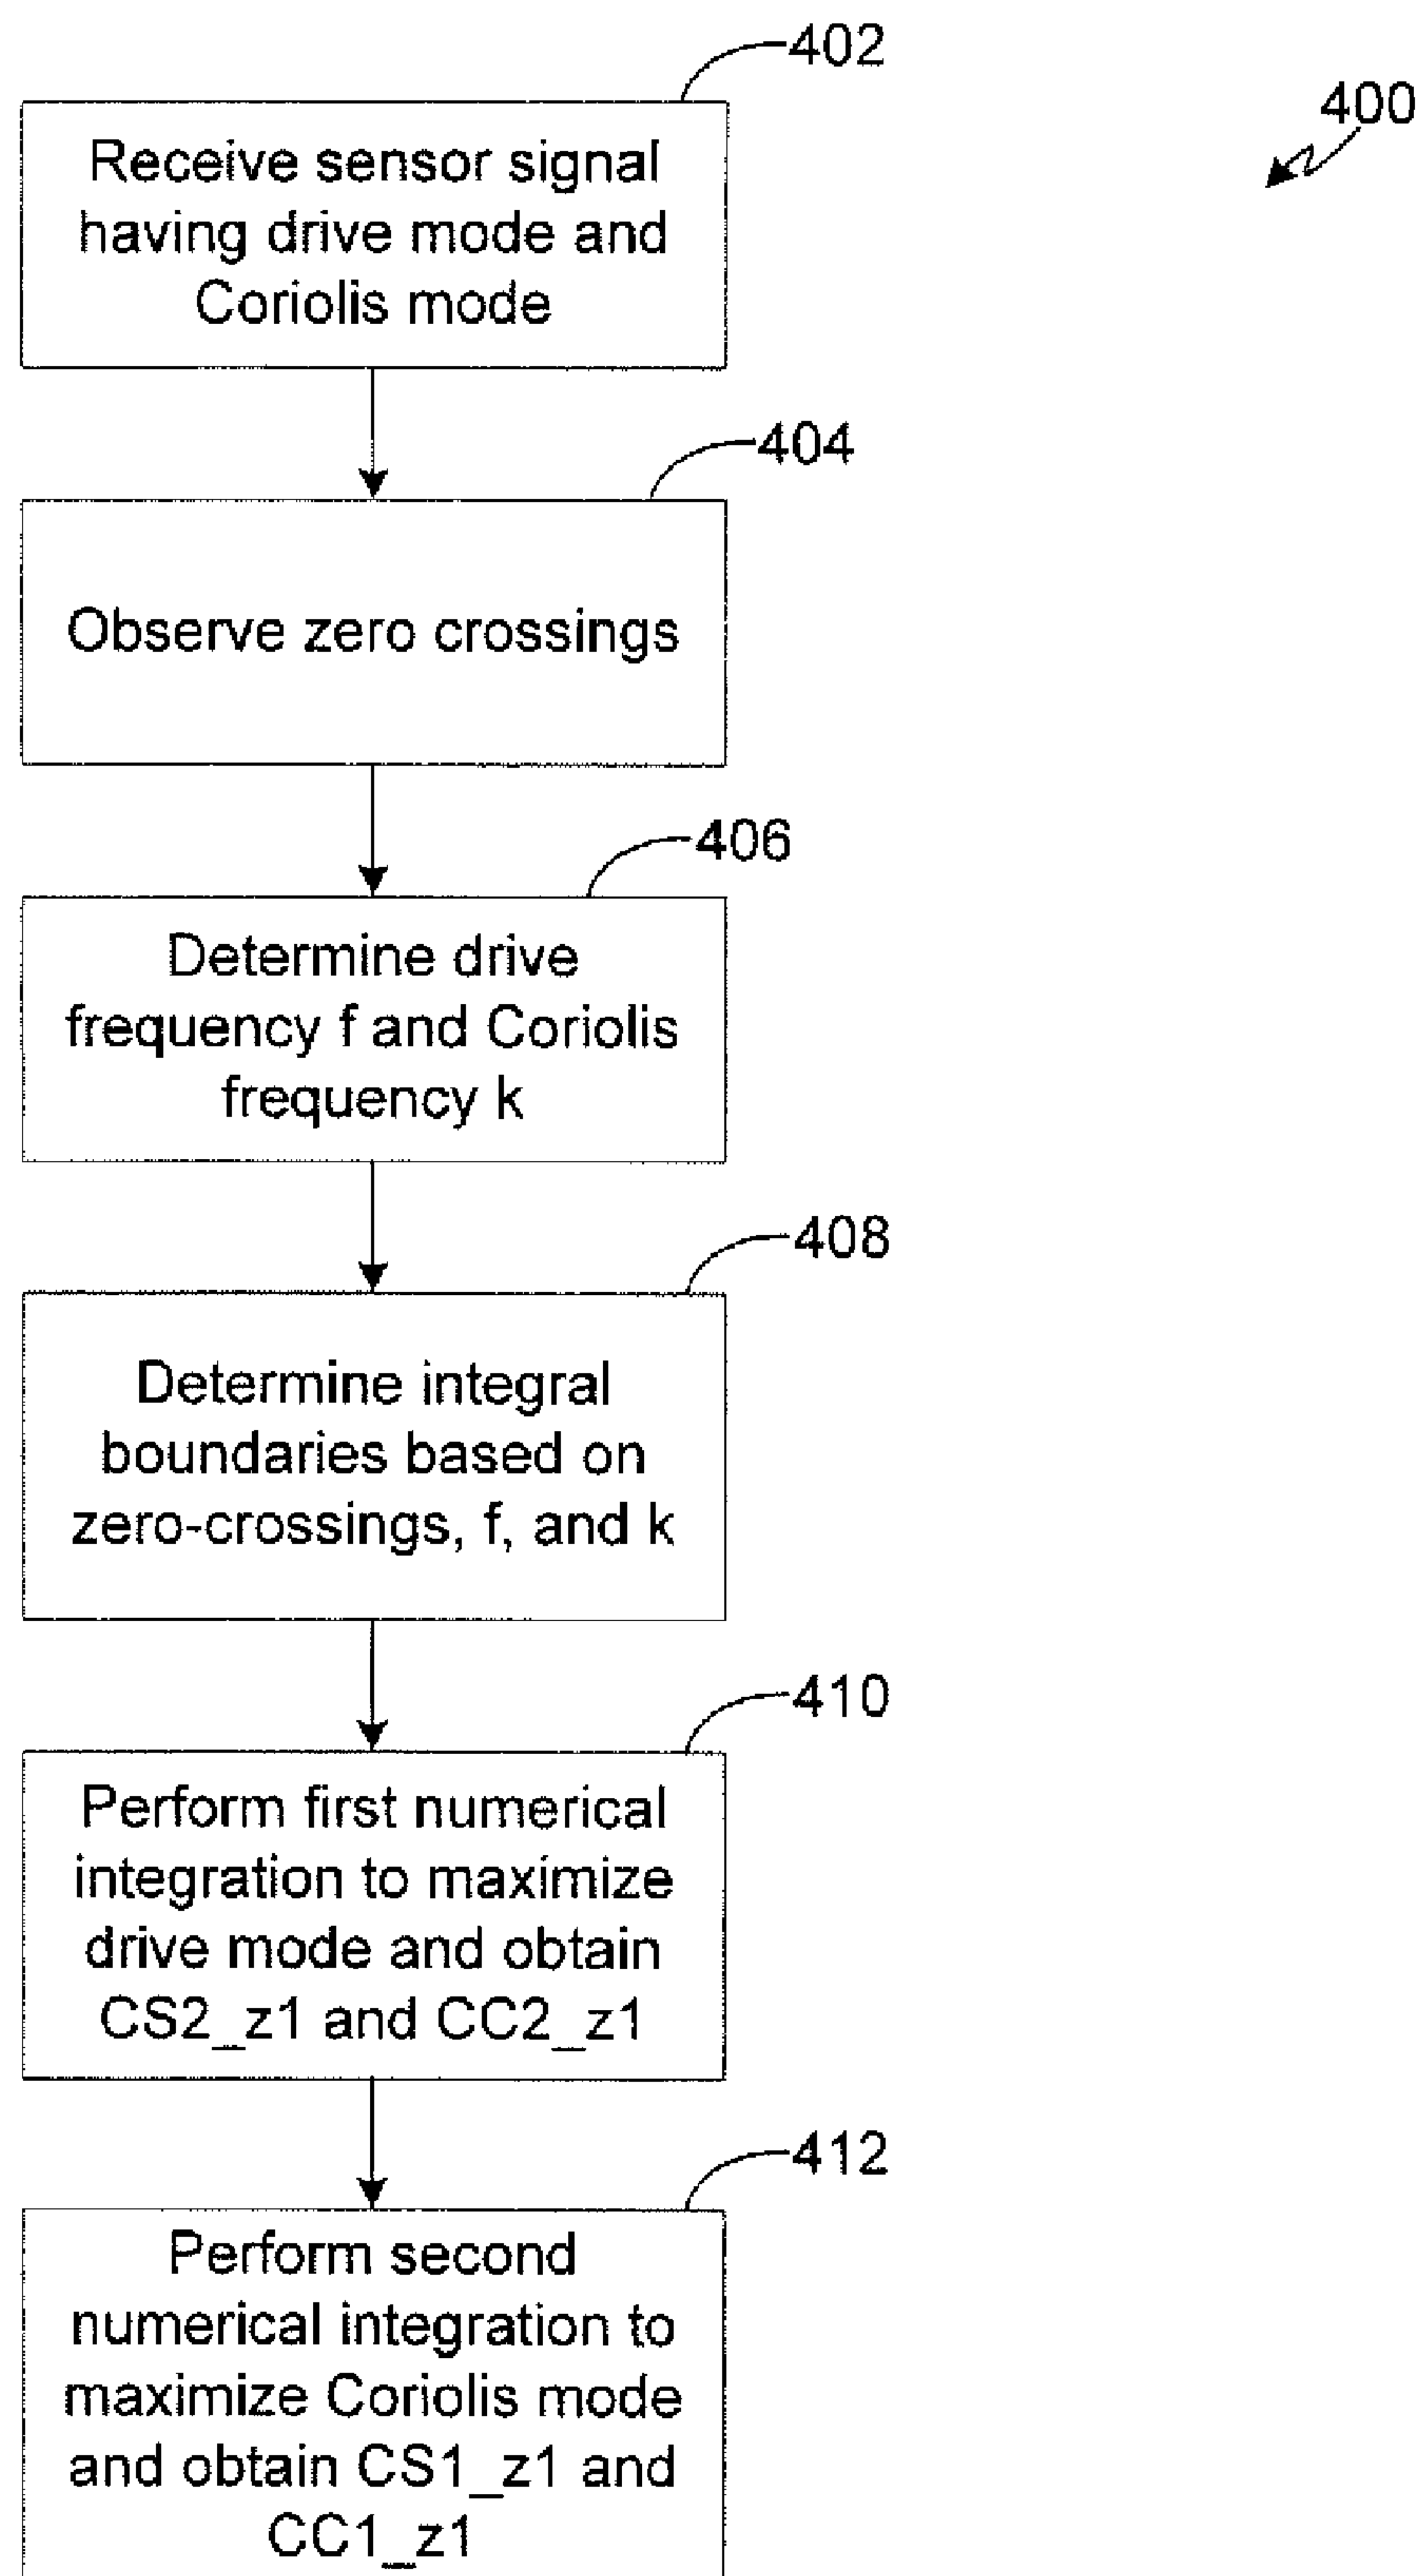 402
400
Receive sensor signal
having drive mode and
Coriolis mode
404
Observe zero crossings
406
Determine drive
frequency f and Coriolis
frequency k
408
Determine integral
boundaries based on
zero-crossings, f, and k
410
Perform first numerical
integration to maximize
drive mode and obtain
CS2_z1 and CC2_z1
412
Perform second
numerical integration to
maximize Coriolis mode
and obtain CS1_z1 and
CC1_z1